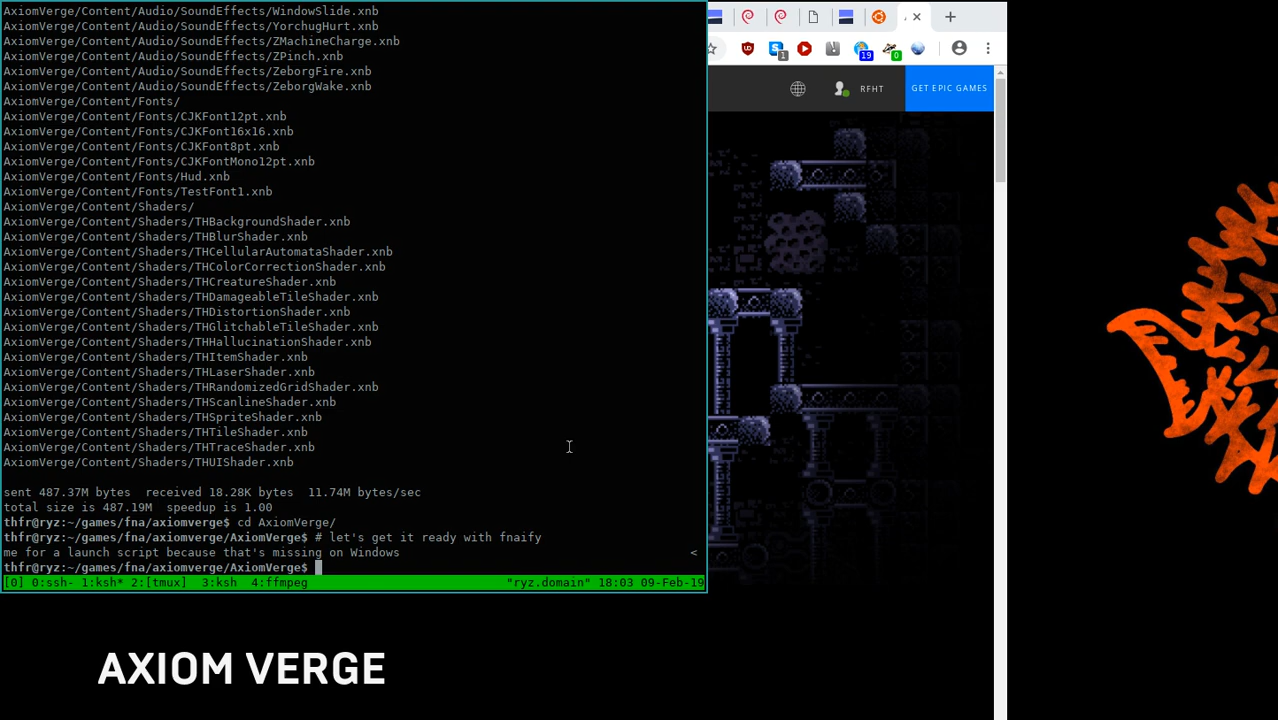 AxiomVerge/Content/Audio/SoundEffects/WindowSlide.xnb
AxiomVerge/Content/Audio/SoundEffects/YorchugHurt.xnb
AxiomVerge/Content/Audio/SoundEffects/ZMachineCharge.xnb
AxiomVerge/Content/Audio/SoundEffects/ZPinch.xnb
AxiomVerge/Content/Audio/SoundEffects/ZeborgFire.xnb
AxiomVerge/Content/Audio/SoundEffects/ZeborgWake.xnb
AxiomVerge/Content/Fonts/
AxiomVerge/Content/Fonts/CJKFont12pt.xnb
AxiomVerge/Content/Fonts/CJKFont16x16.xnb
AxiomVerge/Content/Fonts/CJKFont8pt.xnb
AxiomVerge/Content/Fonts/CJKFontMono12pt.xnb
AxiomVerge/Content/Fonts/Hud.xnb
AxiomVerge/Content/Fonts/TestFont1.xnb
AxiomVerge/Content/Shaders/
AxiomVerge/Content/Shaders/THBackgroundShader.xnb
AxiomVerge/Content/Shaders/THBlurShader.xnb
AxiomVerge/Content/Shaders/THCellularAutomataShader.xnb
AxiomVerge/Content/Shaders/THColorCorrectionShader.xnb
AxiomVerge/Content/Shaders/THCreatureShader.xnb
AxiomVerge/Content/Shaders/THDamageableTileShader.xnb
AxiomVerge/Content/Shaders/THDistortionShader.xnb
AxiomVerge/Content/Shaders/THGlitchableTileShader.xnb
AxiomVerge/Content/Shaders/THHallucinationShader.xnb
AxiomVerge/Content/Shaders/THItemShader.xnb
AxiomVerge/Content/Shaders/THLaserShader.xnb
AxiomVerge/Content/Shaders/THRandomizedGridShader.xnb
AxiomVerge/Content/Shaders/THScanlineShader.xnb
AxiomVerge/Content/Shaders/THSpriteShader.xnb
AxiomVerge/Content/Shaders/THTileShader.xnb
AxiomVerge/Content/Shaders/THTraceShader.xnb
AxiomVerge/Content/Shaders/THUIShader.xnb
sent 487.37M bytes  received 18.28K bytes  11.74M bytes/sec
total size is 487.19M  speedup is 1.00
thfr@ryz:~/games/fna/axiomverge$ cd AxiomVerge/
thfr@ryz:~/games/fna/axiomverge/AxiomVerge$ # let's get it ready with fnaify
me for a launch script because that's missing on Windows <
thfr@ryz:~/games/fna/axiomverge/AxiomVerge$
[0] 0:ssh- 1:ksh* 2:[tmux]  3:ksh  4:ffmpeg "ryz.domain" 18:03 09-Feb-19
1
19
0
RFHT
GET EPIC GAMES
AXIOM VERGE